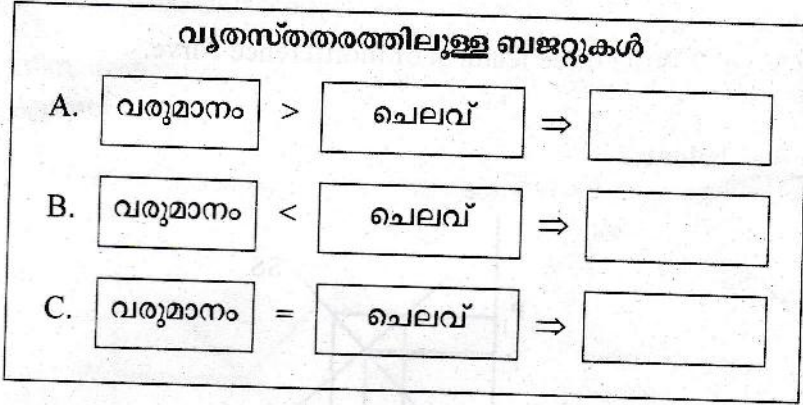 വ്യതസ്തതരത്തിലുള്ള ബജറ്റുകൾ
A. വരുമാനം > ചെലവ് ⇒
B. വരുമാനം < ചെലവ് ⇒
C. വരുമാനം = ചെലവ് ⇒